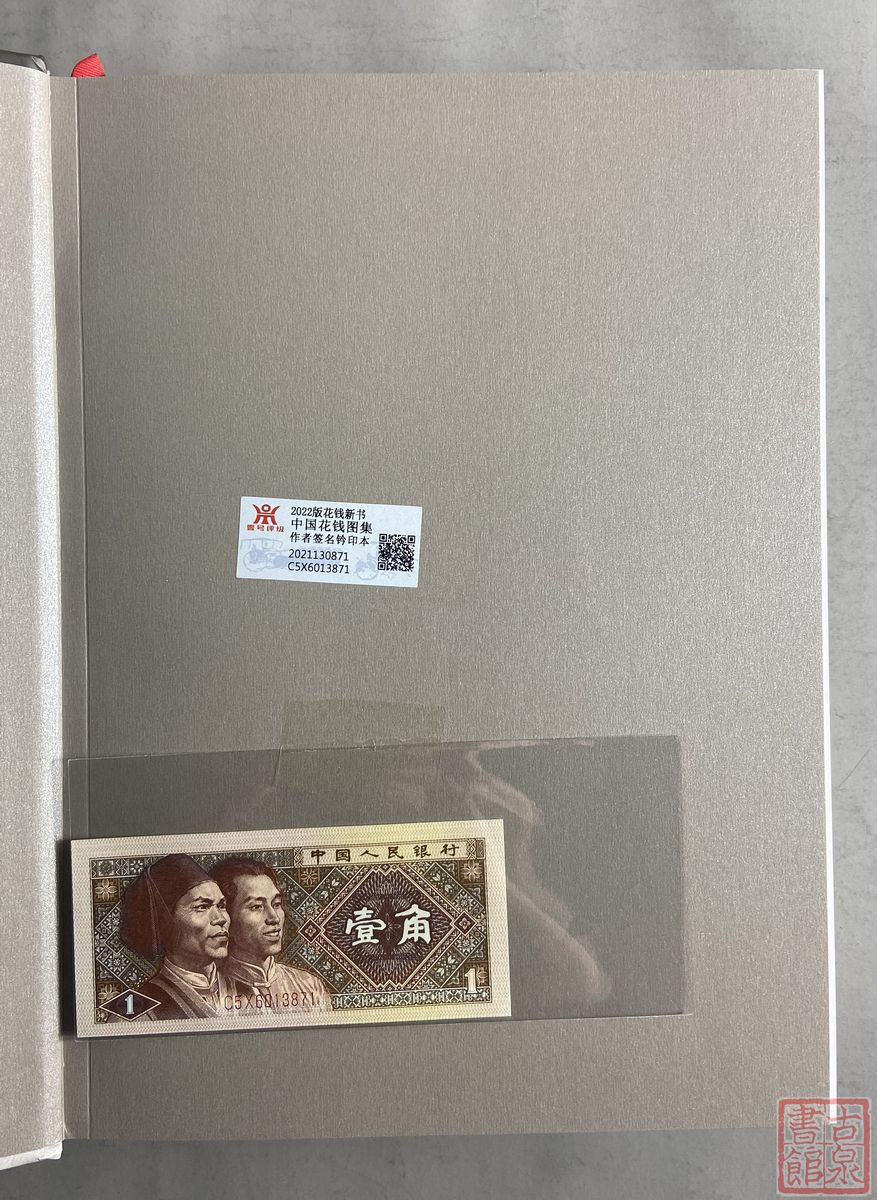 壹号评级
2022版花钱新书
中国花钱图集
作者签名钤印本
2021130871
C5X6013871
中国人民银行
壹角
C5X6013871
1
1
古泉書館